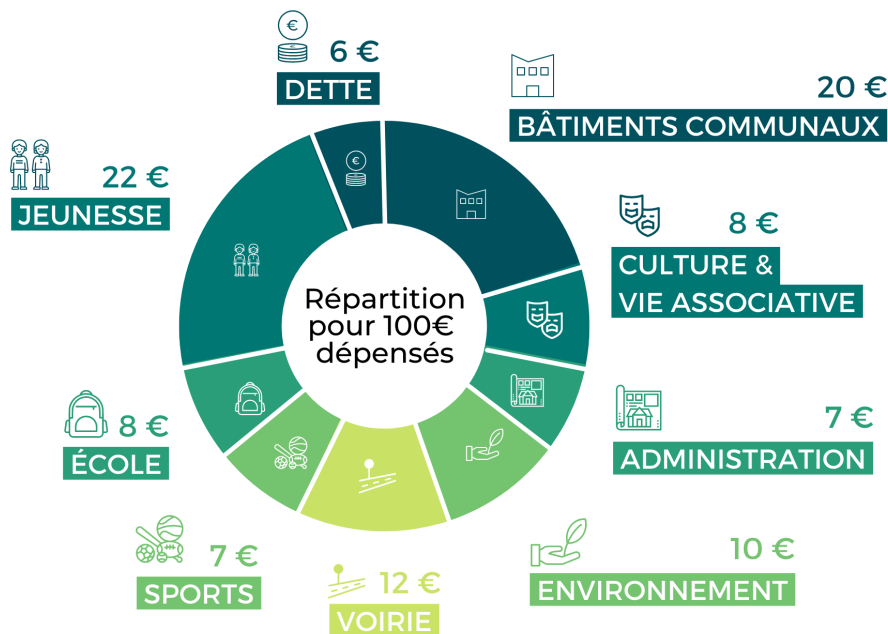 6 €
DETTE
20 €
BÂTIMENTS COMMUNAUX
22 €
JEUNESSE
8 €
CULTURE &
VIE ASSOCIATIVE
Répartition
pour 100€
dépensés
8 €
ÉCOLE
7 €
ADMINISTRATION
7 €
SPORTS
12 €
VOIRIE
10 €
ENVIRONNEMENT